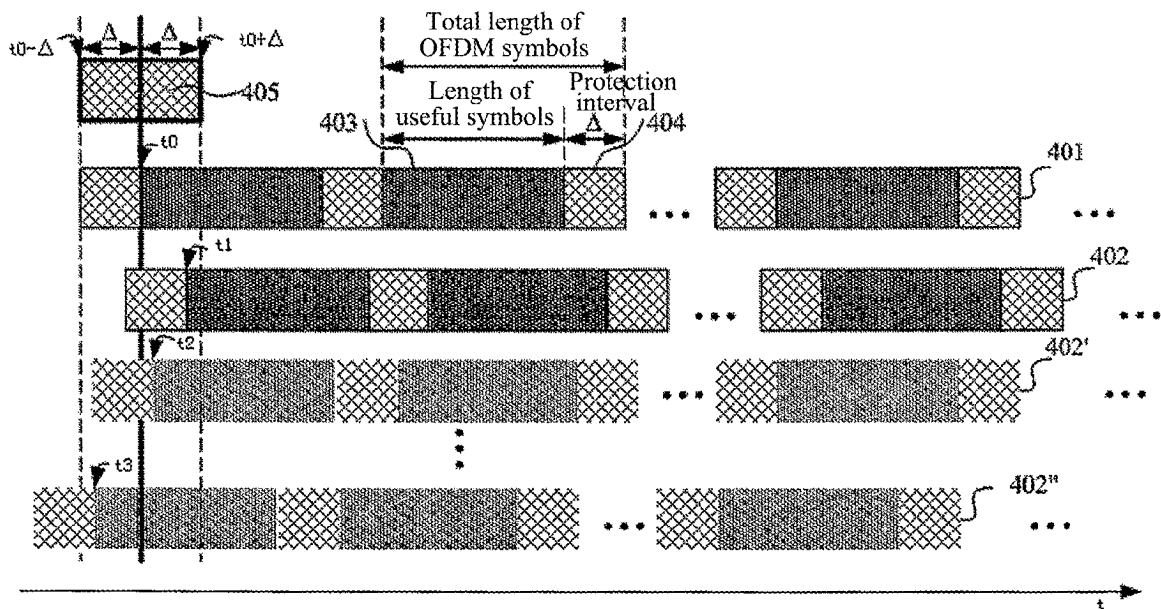 t0-Δ
Δ
Δ
t0+Δ
Total length of
OFDM symbols
405
Length of
useful symbols
Protection
interval
Δ
403
404
t0
401
•••
•••
t1
402
•••
•••
t2
402'
•••
•••
t3
402"
•••
•••
t